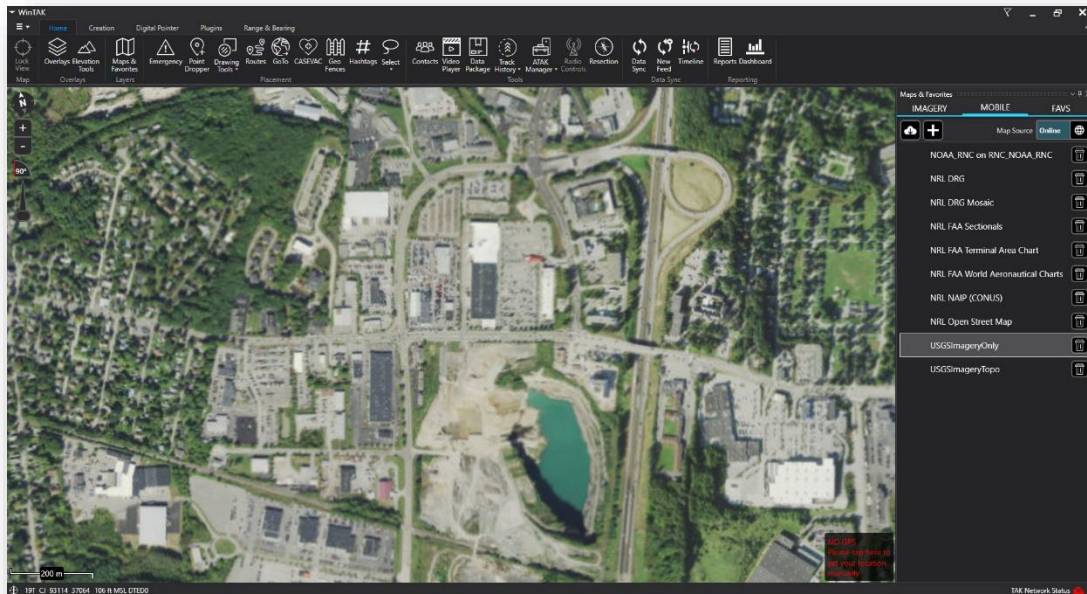 WinTAK
Home Creation Digital Pointer Plugins Range & Bearing
Lock View
Overlays
Elevation Tools
Maps & Favorites
Emergency
Point Dropper
Drawing Tools
Routes
GoTo
CASEVAC
Geo Fences
Hashtags
Select
Contacts
Video Player
Data Package
Track History
ATAK Manager
Radio Controls
Resection
Data Sync
New Feed
Timeline
Reports
Dashboard
Map Overlays Layers Placement Tools Data Sync Reporting
N
+
-
90°
Maps & Favorites
IMAGERY MOBILE FAVS
Map Source Online
NOAA_RNC on RNC_NOAA_RNC
NRL DRG
NRL DRG Mosaic
NRL FAA Sectionals
NRL FAA Terminal Area Chart
NRL FAA World Aeronautical Charts
NRL NAIP (CONUS)
NRL Open Street Map
USGSImageryOnly
USGSImageryTopo
NO GPS
Please tap here to
set your location
manually
200 m
19T CJ 93114 37064 106 ft MSL DTED0
TAK Network Status